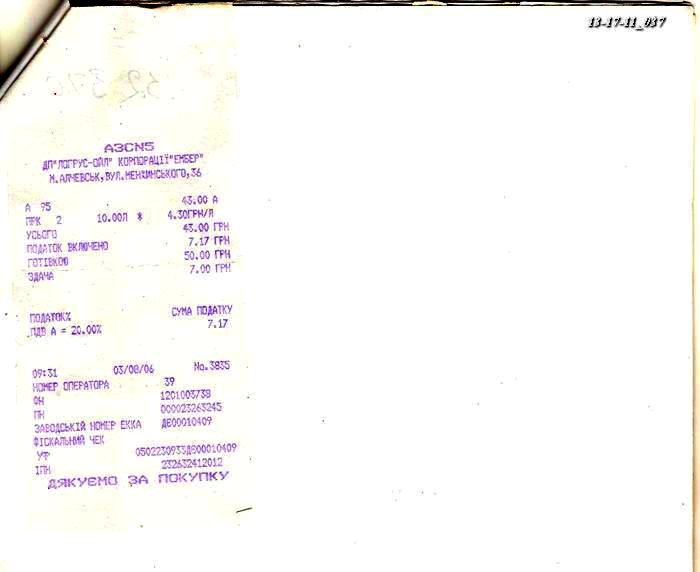 13-17-11_037
АЗСN5
ДП"ЛОГРУС-ОЙЛ" КОРПОРАЦІЇ"ЕМБЕР"
М.АЛЧЕВСЬК,ВУЛ.МЕНЖИНСЬКОГО,36
А 95 43.00 А
ПРК 2 10.00Л * 4.30ГРН/Л
УСЬОГО 43.00 ГРН
ПОДАТОК ВКЛЮЧЕНО 7.17 ГРН
ГОТІВКОЮ 50.00 ГРН
ЗДАЧА 7.00 ГРН
ПОДАТОК% СУМА ПОДАТКУ
ПДВ А = 20.00% 7.17
09:31 03/08/06 No.3835
НОМЕР ОПЕРАТОРА 39
ФН 1201003738
ПН 000023263245
ЗАВОДСЬКІЙ НОМЕР ЕККА ДЕ00010409
ФІСКАЛЬНИЙ ЧЕК
УФ 0502230933ДЕ00010409
ІПН 232632412012
ДЯКУЄМО ЗА ПОКУПКУ